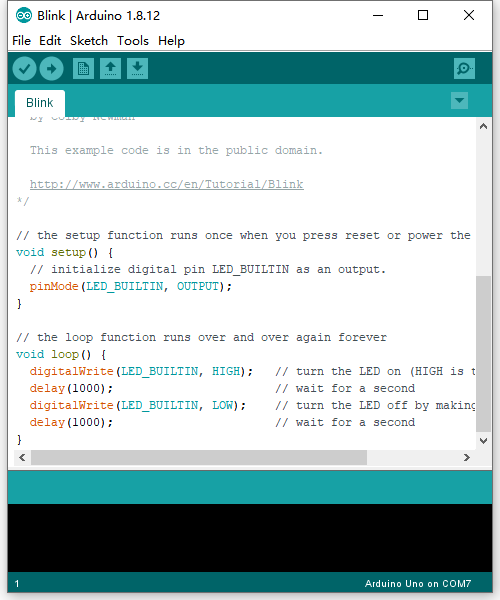 Blink | Arduino 1.8.12
File Edit Sketch Tools Help
Blink
by Colby Newman
This example code is in the public domain.
http://www.arduino.cc/en/Tutorial/Blink
*/
// the setup function runs once when you press reset or power the
void setup() {
// initialize digital pin LED_BUILTIN as an output.
pinMode(LED_BUILTIN, OUTPUT);
}
// the loop function runs over and over again forever
void loop() {
digitalWrite(LED_BUILTIN, HIGH);   // turn the LED on (HIGH is t
delay(1000);                       // wait for a second
digitalWrite(LED_BUILTIN, LOW);    // turn the LED off by making
delay(1000);                       // wait for a second
}
1 Arduino Uno on COM7